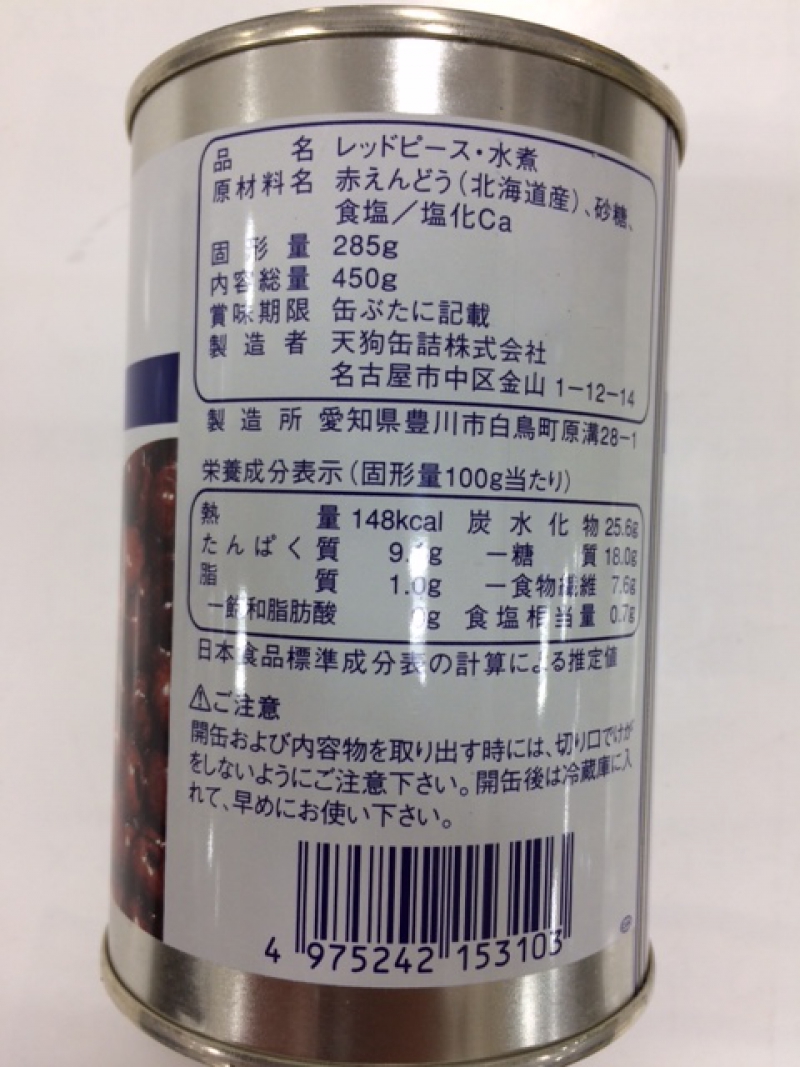 品名 レッドピース・水煮
原材料名 赤えんどう(北海道産)、砂糖、
食塩/塩化Ca
固形量 285g
内容総量 450g
賞味期限 缶ぶたに記載
製造者 天狗缶詰株式会社
名古屋市中区金山 1-12-14
製造所 愛知県豊川市白鳥町原溝28-1
栄養成分表示(固形量100g当たり)
熱量 148kcal 炭水化物 25.6g
たんぱく質 ー糖質 18.0g
脂質 1.0g ー食物繊維 7.6g
ー飽和脂肪酸 0g 食塩相当量 0.7g
日本食品標準成分表の計算による推定値
⚠ご注意
開缶および内容物を取り出す時には、切り口でけが
をしないようにご注意下さい。開缶後は冷蔵庫に入
れて、早めにお使い下さい。
4 975242 153103